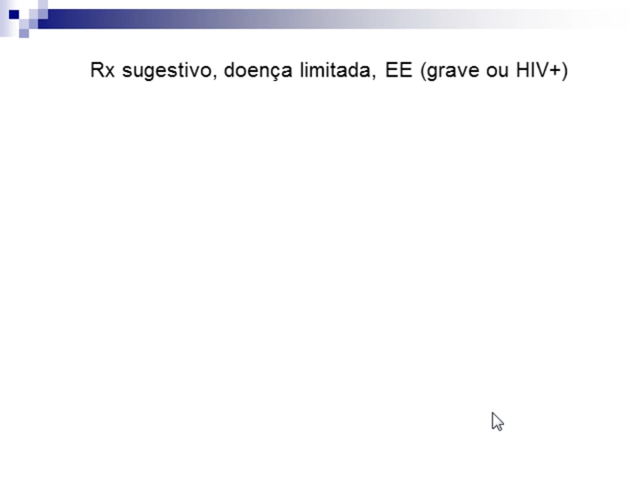 Rx sugestivo, doença limitada, EE (grave ou HIV+)